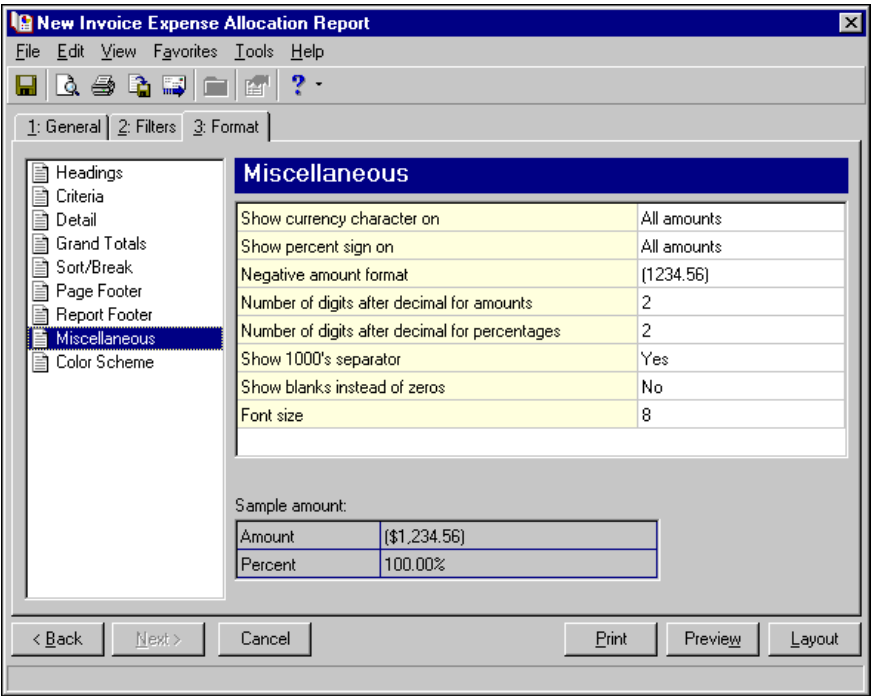 New Invoice Expense Allocation Report
File Edit View Favorites Tools Help
?
1: General 2: Filters 3: Format
Headings
Criteria
Detail
Grand Totals
Sort/Break
Page Footer
Report Footer
Miscellaneous
Color Scheme
Miscellaneous
Show currency character on All amounts
Show percent sign on All amounts
Negative amount format (1234.56)
Number of digits after decimal for amounts 2
Number of digits after decimal for percentages 2
Show 1000's separator Yes
Show blanks instead of zeros No
Font size 8
Sample amount:
Amount ($1,234.56)
Percent 100.00%
< Back Next > Cancel Print Preview Layout